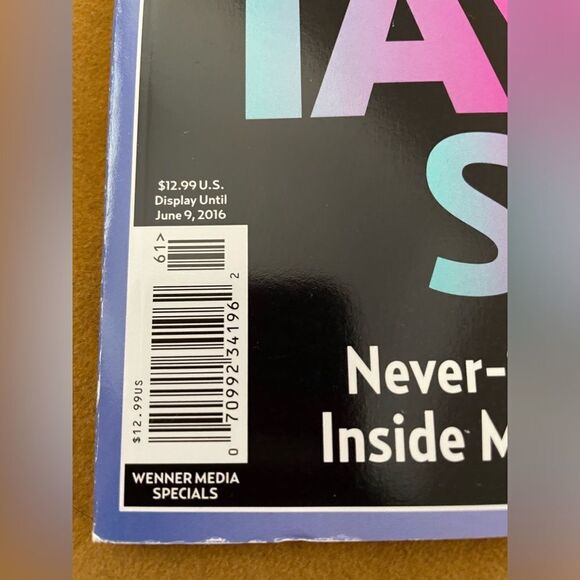 TA
S
$12.99 U.S.
Display Until
June 9, 2016
61>
0 70992 34196 2
$12.99US
Never-
Inside M
WENNER MEDIA
SPECIALS